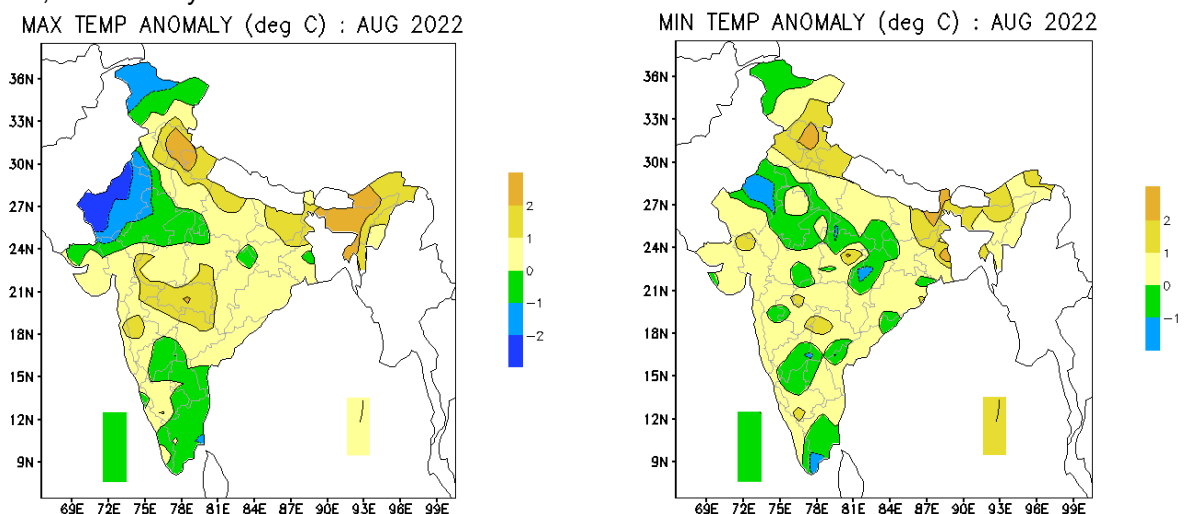 MAX TEMP ANOMALY (deg C) : AUG 2022
36N
33N
30N
27N
24N
21N
18N
15N
12N
9N
69E 72E 75E 78E 81E 84E 87E 90E 93E 96E 99E
2
1
0
-1
-2
MIN TEMP ANOMALY (deg C) : AUG 2022
36N
33N
30N
27N
24N
21N
18N
15N
12N
9N
69E 72E 75E 78E 81E 84E 87E 90E 93E 96E 99E
2
1
0
-1